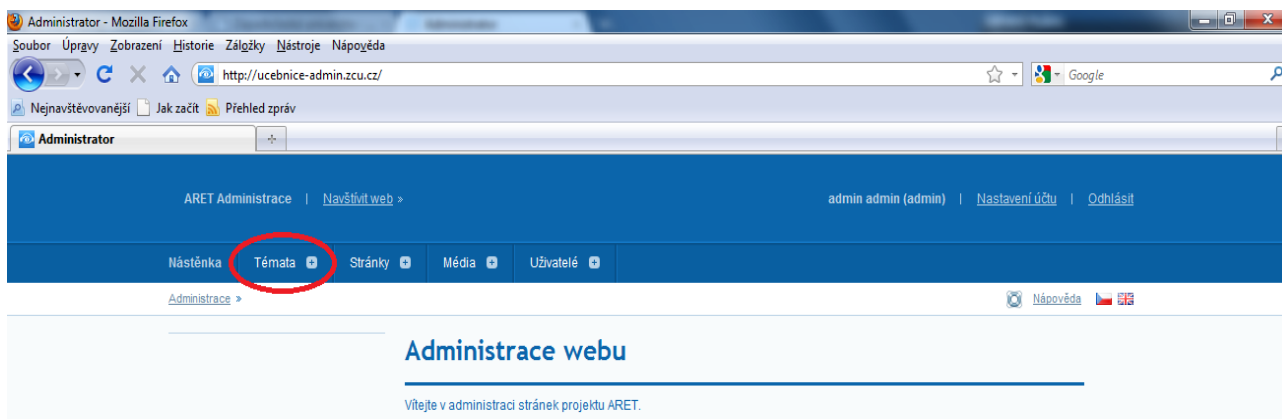 Administrator - Mozilla Firefox
Soubor Úpravy Zobrazení Historie Záložky Nástroje Nápověda
http://ucebnice-admin.zcu.cz/ Google
Nejnavštěvovanější Jak začít Přehled zpráv
Administrator
ARET Administrace | Navštívit web » admin admin (admin) | Nastavení účtu | Odhlásit
Nástěnka Témata Stránky Média Uživatelé
Administrace » Nápověda
Administrace webu
Vítejte v administraci stránek projektu ARET.